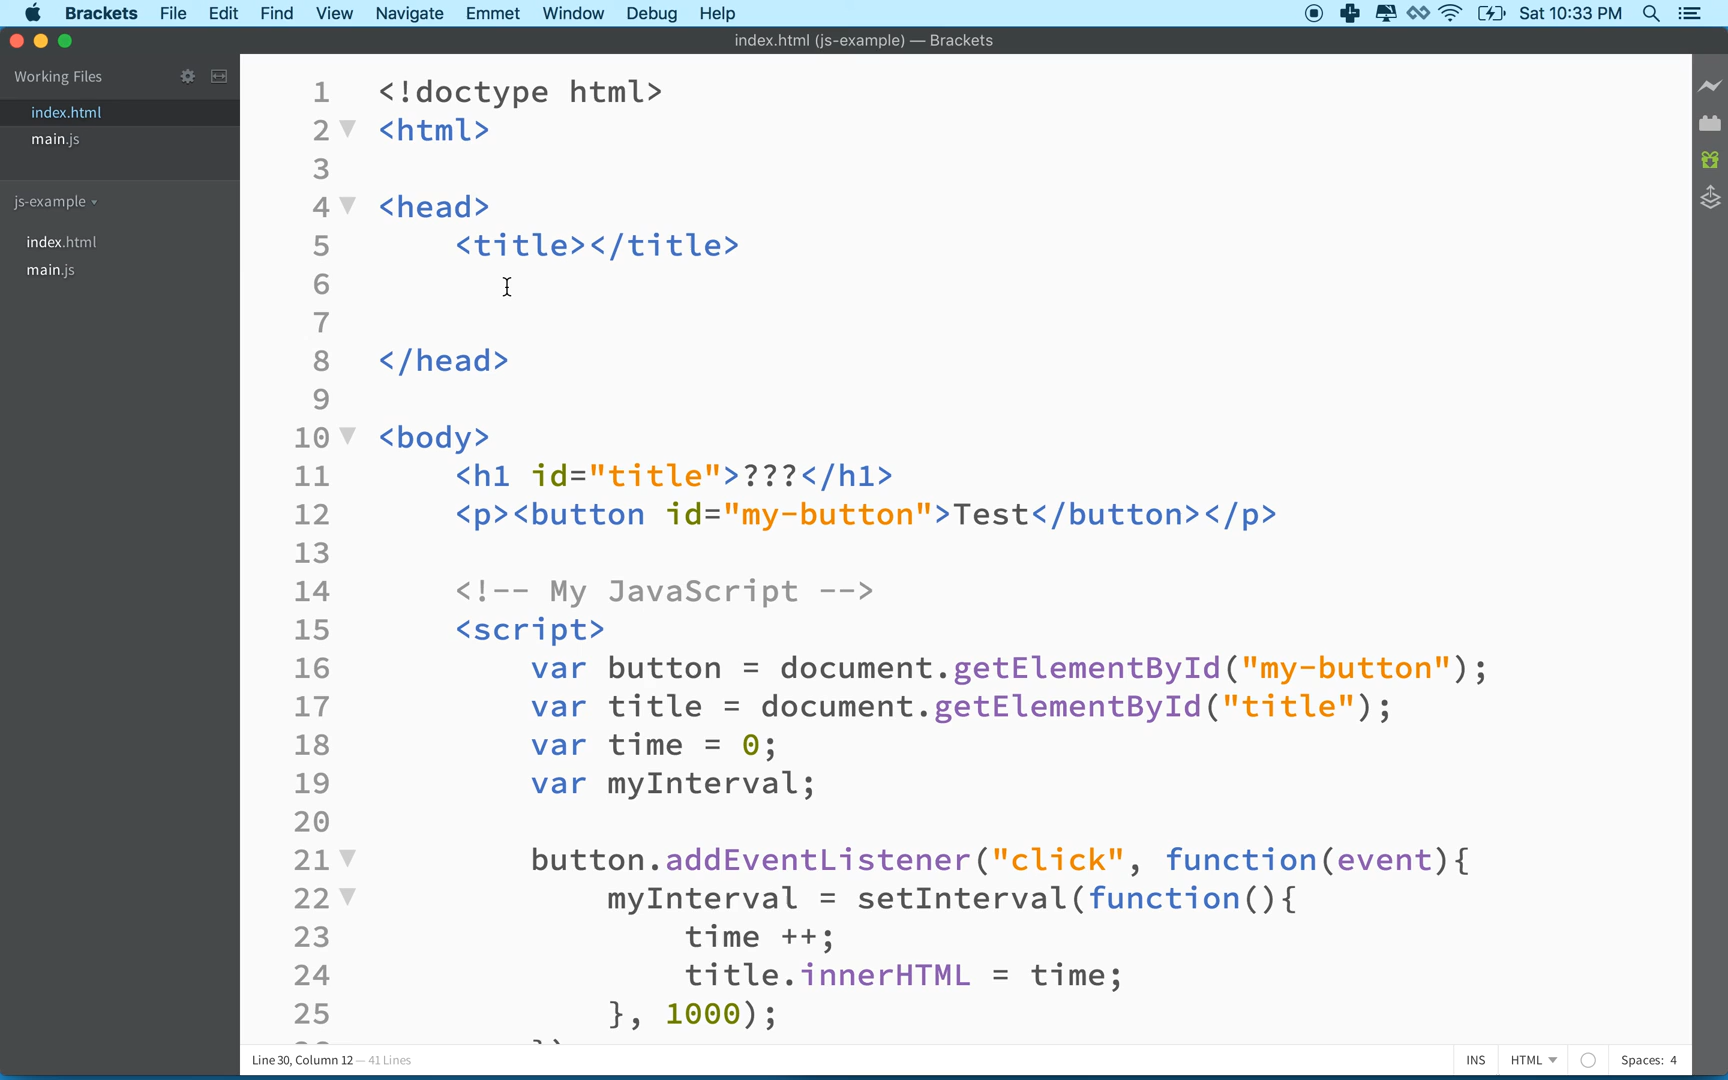 Brackets File Edit Find View Navigate Emmet Window Debug Help Sat 10:33 PM
index.html (js-example) — Brackets
Working Files
index.html
main.js
js-example
index.html
main.js
1 <!doctype html>
2 <html>
3
4 <head>
5 <title></title>
6
7
8 </head>
9
10 <body>
11 <h1 id="title">???</h1>
12 <p><button id="my-button">Test</button></p>
13
14 <!-- My JavaScript -->
15 <script>
16 var button = document.getElementById("my-button");
17 var title = document.getElementById("title");
18 var time = 0;
19 var myInterval;
20
21 button.addEventListener("click", function(event){
22 myInterval = setInterval(function(){
23 time ++;
24 title.innerHTML = time;
25 }, 1000);
Line 30, Column 12 — 41 Lines INS HTML Spaces: 4